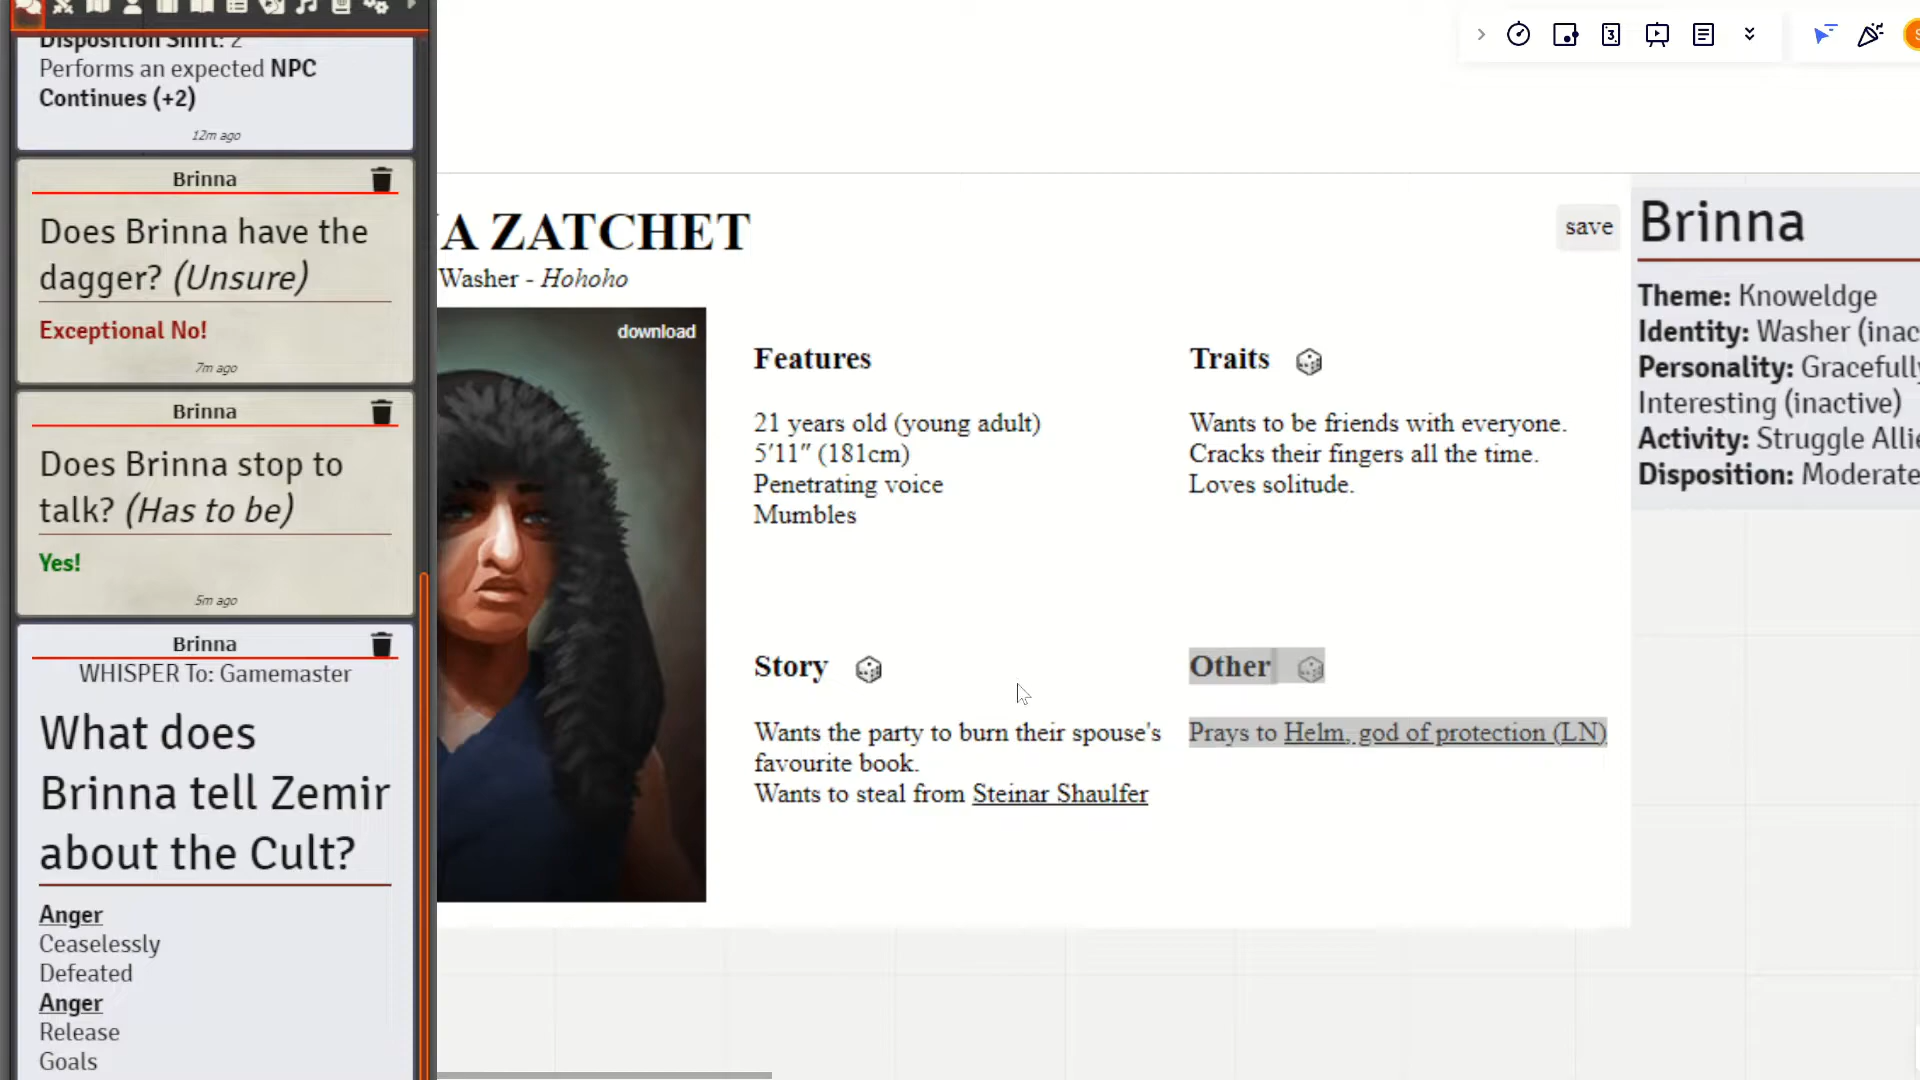 Disposition Shift: 2
Performs an expected NPC
Continues (+2)
12m ago
Brinna
Does Brinna have the
dagger? (Unsure)
Exceptional No!
7m ago
Brinna
Does Brinna stop to
talk? (Has to be)
Yes!
5m ago
Brinna
WHISPER To: Gamemaster
What does
Brinna tell Zemir
about the Cult?
Anger
Ceaselessly
Defeated
Anger
Release
Goals
A ZATCHET
Washer - Hohoho
download
save
Features
21 years old (young adult)
5′11″ (181cm)
Penetrating voice
Mumbles
Traits
Wants to be friends with everyone.
Cracks their fingers all the time.
Loves solitude.
Story
Wants the party to burn their spouse's
favourite book.
Wants to steal from Steinar Shaulfer
Other
Prays to Helm, god of protection (LN)
Brinna
Theme: Knoweldge
Identity: Washer (inac
Personality: Gracefully
Interesting (inactive)
Activity: Struggle Allie
Disposition: Moderate
3
S